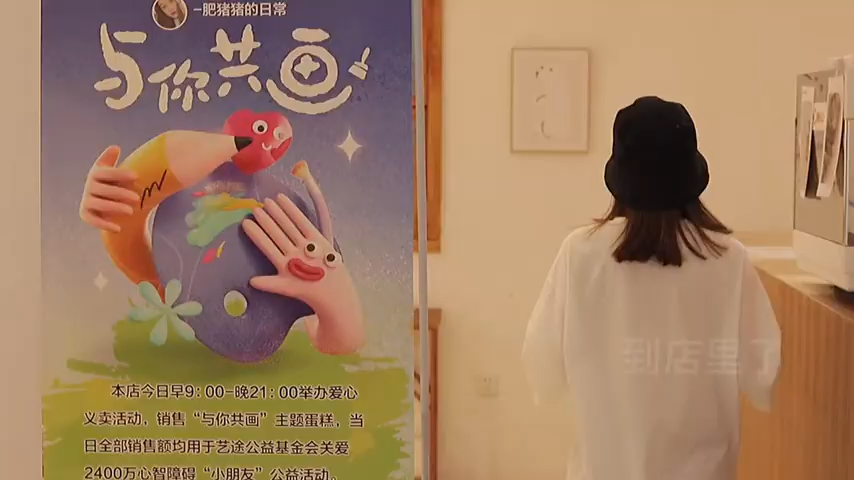 -肥猪猪的日常
与你共画
本店今日早9：00-晚21：00举办爱心
义卖活动，销售“与你共画”主题蛋糕，当
日全部销售额均用于艺途公益基金会关爱
2400万心智障碍“小朋友”公益活动。
到店里了